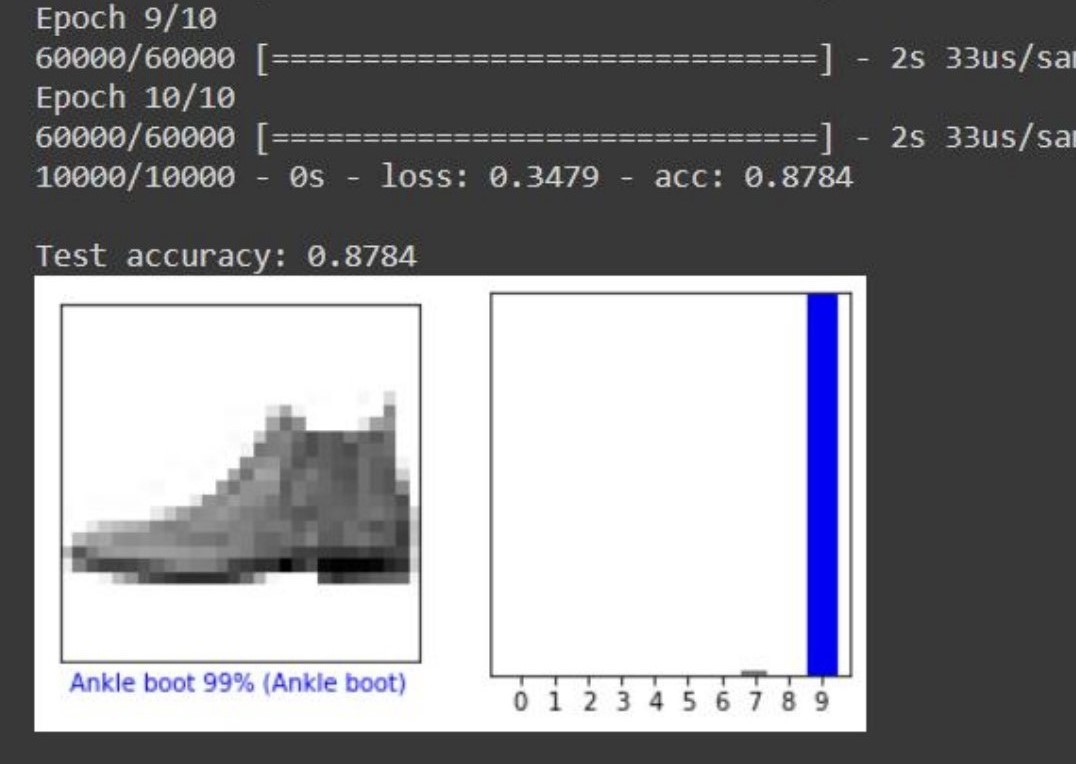 Epoch 9/10
60000/60000 [==============================] - 2s 33us/sa
Epoch 10/10
60000/60000 [==============================] - 2s 33us/sa
10000/10000 - 0s - loss: 0.3479 - acc: 0.8784
Test accuracy: 0.8784
Ankle boot 99% (Ankle boot)
0 1 2 3 4 5 6 7 8 9